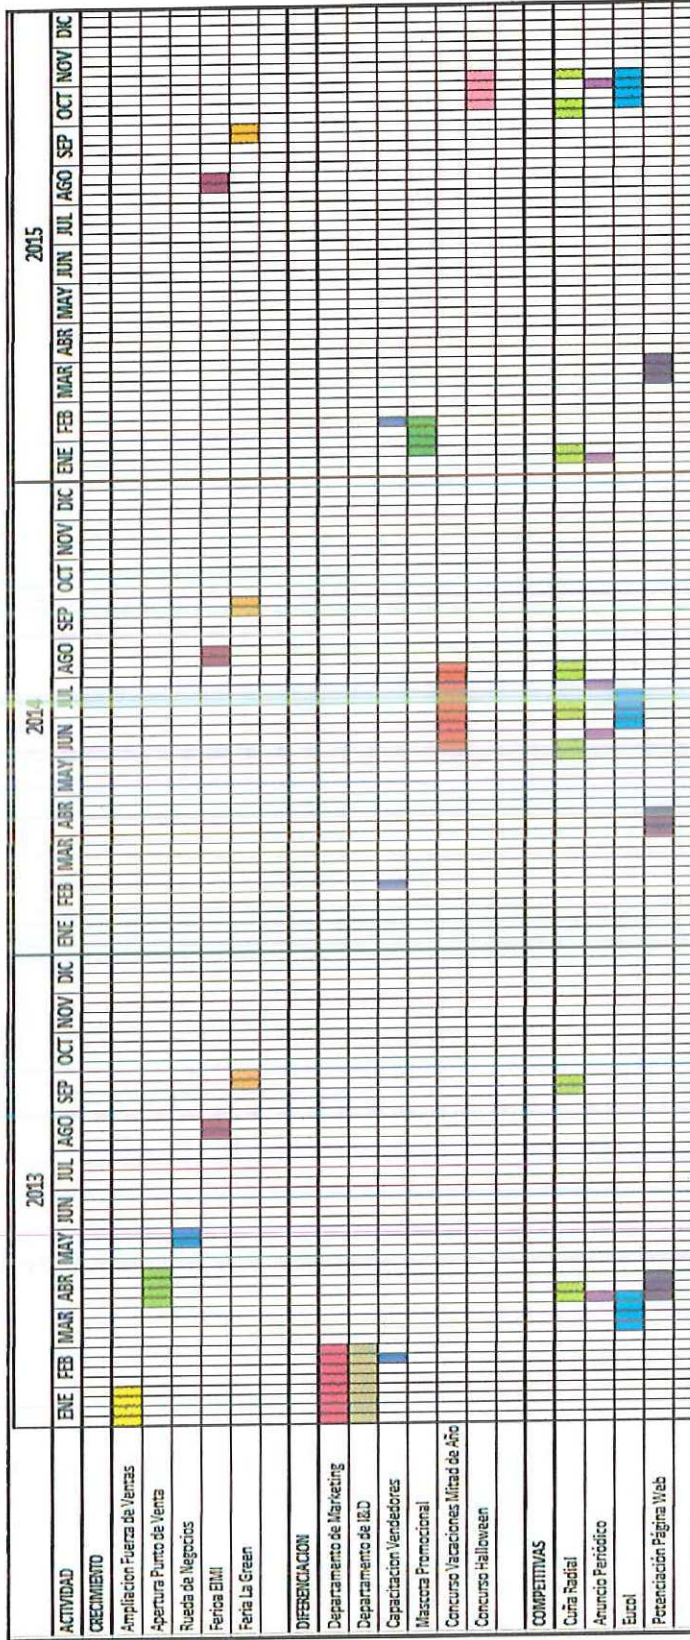 2013 2014 2015
ACTIVIDAD ENE FEB MAR ABR MAY JUN JUL AGO SEP OCT NOV DIC ENE FEB MAR ABR MAY JUN JUL AGO SEP OCT NOV DIC ENE FEB MAR ABR MAY JUN JUL AGO SEP OCT NOV DIC
CRECIMIENTO
Ampliacion Fuerza de Ventas
Apertura Punto de Venta
Rueda de Negocios
Ferioa EIMI
Feria La Green
DIFERENCIACION
Departamento de Marketing
Departamento de I&D
Capacitacion Vendedores
Mascota Promocional
Concurso Vacaciones Mitad de Año
Concurso Halloween
COMPETITIVAS
Cuña Radial
Anuncio Periódico
Eucol
Potenciación Página Web